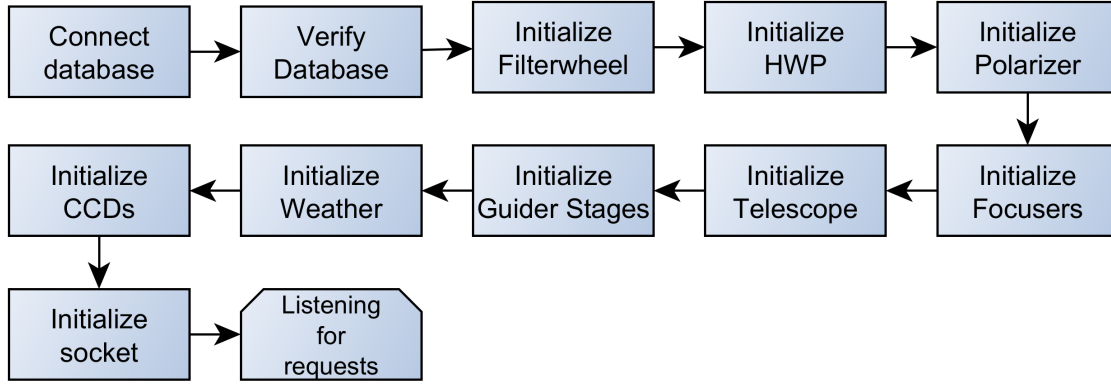 Connect
database
Verify
Database
Initialize
Filterwheel
Initialize
HWP
Initialize
Polarizer
Initialize
CCDs
Initialize
Weather
Initialize
Guider Stages
Initialize
Telescope
Initialize
Focusers
Initialize
socket
Listening
for
requests